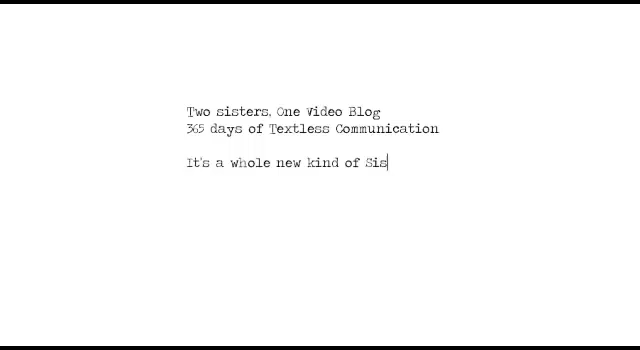 Two sisters, One Video Blog
365 days of Textless Communication
It's a whole new kind of Sis